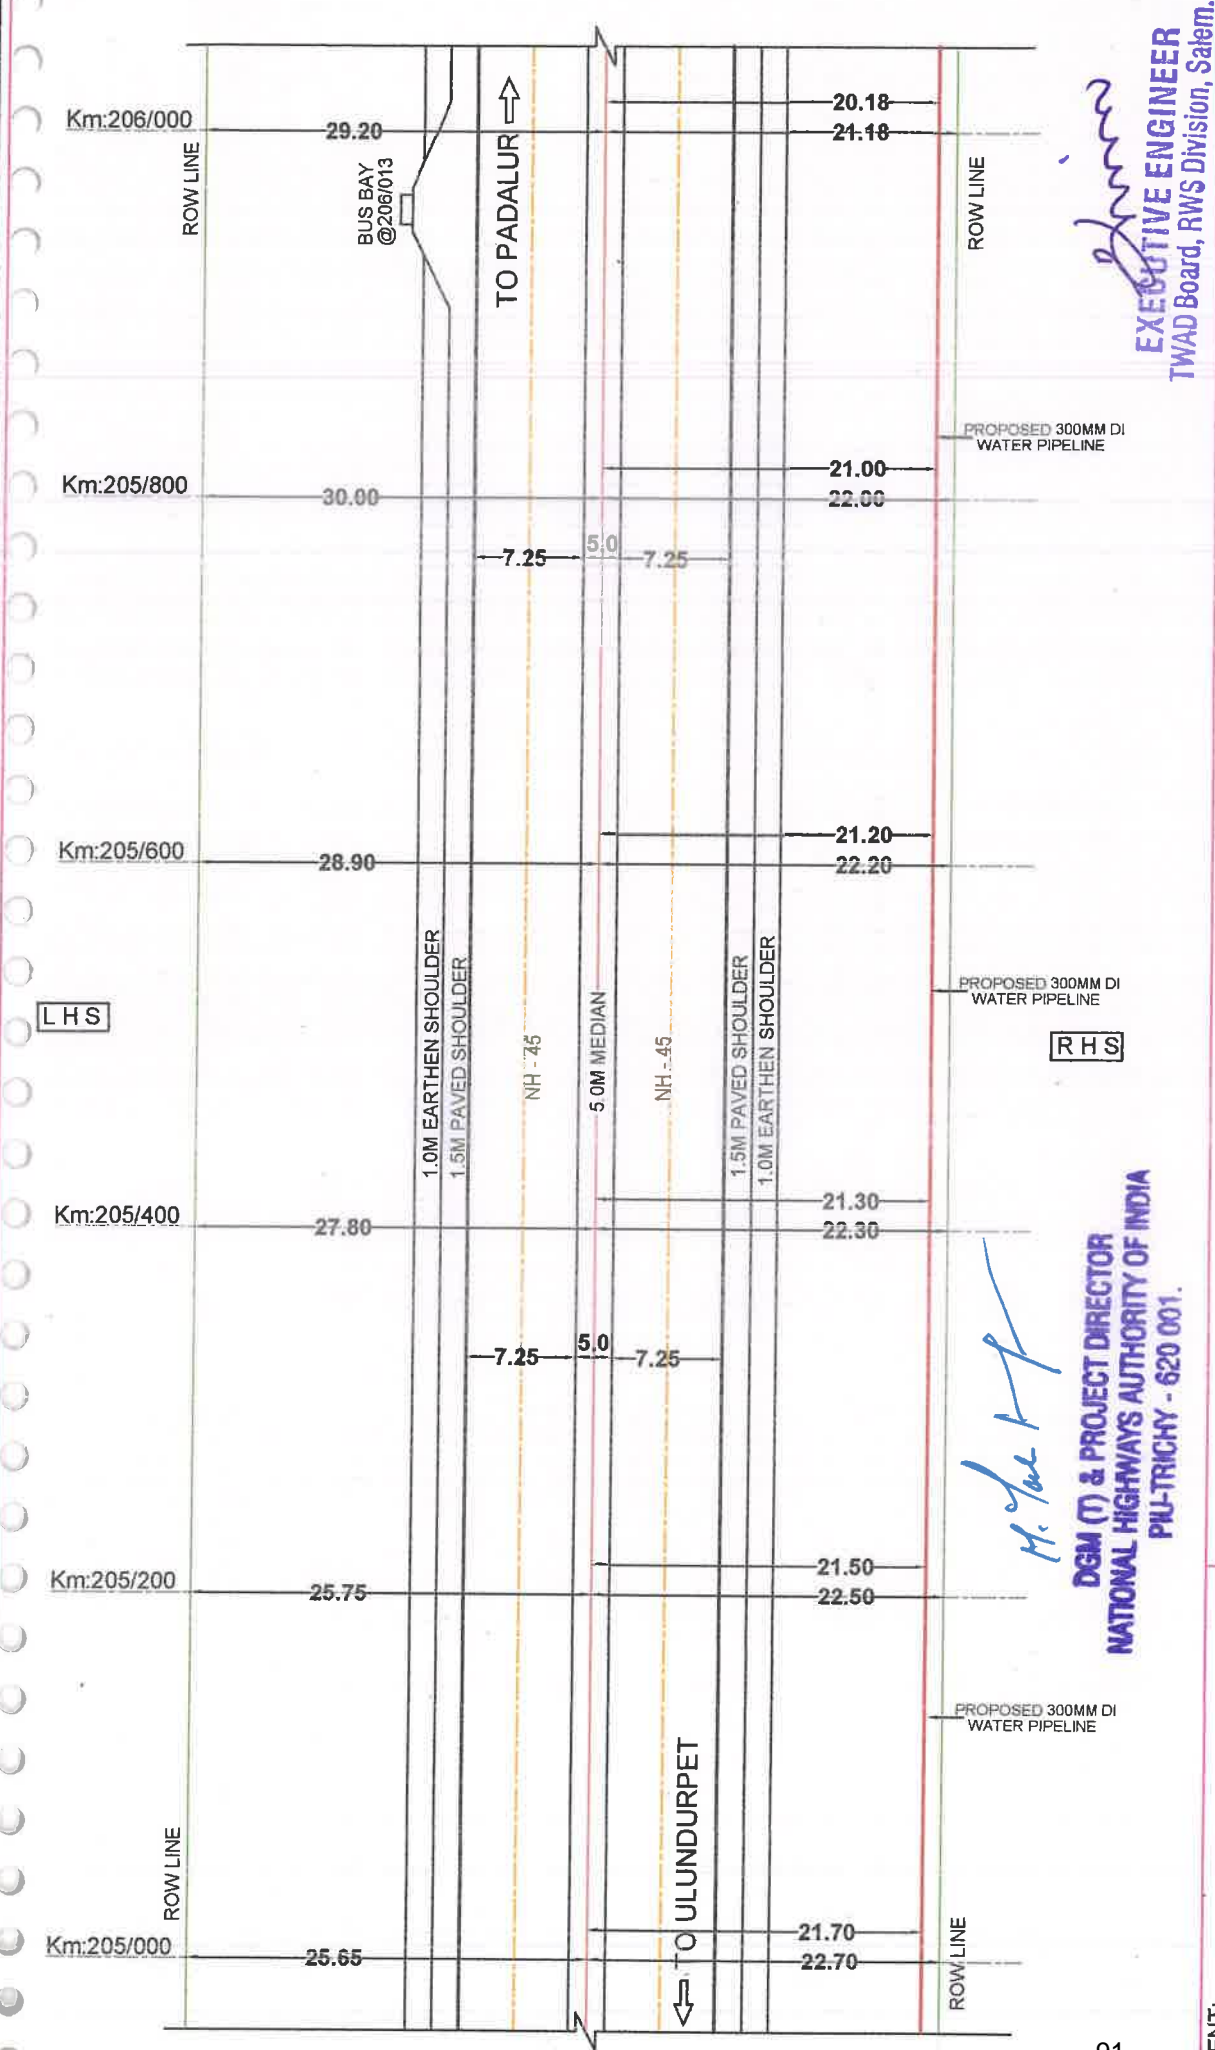 20.18
Km:206/000
29.20
21.18
ROW LINE
BUS BAY
@206/013
TO PADALUR
ROW LINE
EXECUTIVE ENGINEER
TWAD Board, RWS Division, Salem.
PROPOSED 300MM DI
WATER PIPELINE
21.00
Km:205/800
30.00
22.00
7.25
5.0
7.25
21.20
Km:205/600
28.90
22.20
LHS
1.0M EARTHEN SHOULDER
1.5M PAVED SHOULDER
NH - 45
5.0M MEDIAN
NH - 45
1.5M PAVED SHOULDER
1.0M EARTHEN SHOULDER
PROPOSED 300MM DI
WATER PIPELINE
RHS
21.30
Km:205/400
27.80
22.30
7.25
5.0
7.25
DGM (T) & PROJECT DIRECTOR
NATIONAL HIGHWAYS AUTHORITY OF INDIA
PIU-TRICHY - 620 001.
21.50
Km:205/200
25.75
22.50
PROPOSED 300MM DI
WATER PIPELINE
ROW LINE
TO ULUNDURPET
21.70
Km:205/000
25.65
22.70
ROW LINE